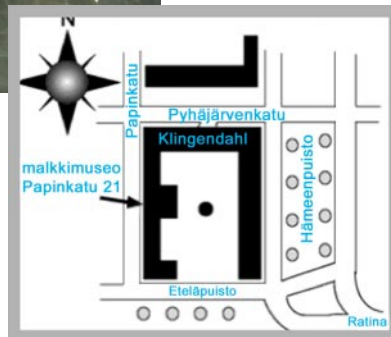 N
Papinkatu
Pyhäjärvenkatu
Klingendahl
malkkimuseo
Papinkatu 21
Hämeenpuisto
Eteläpuisto
Ratina